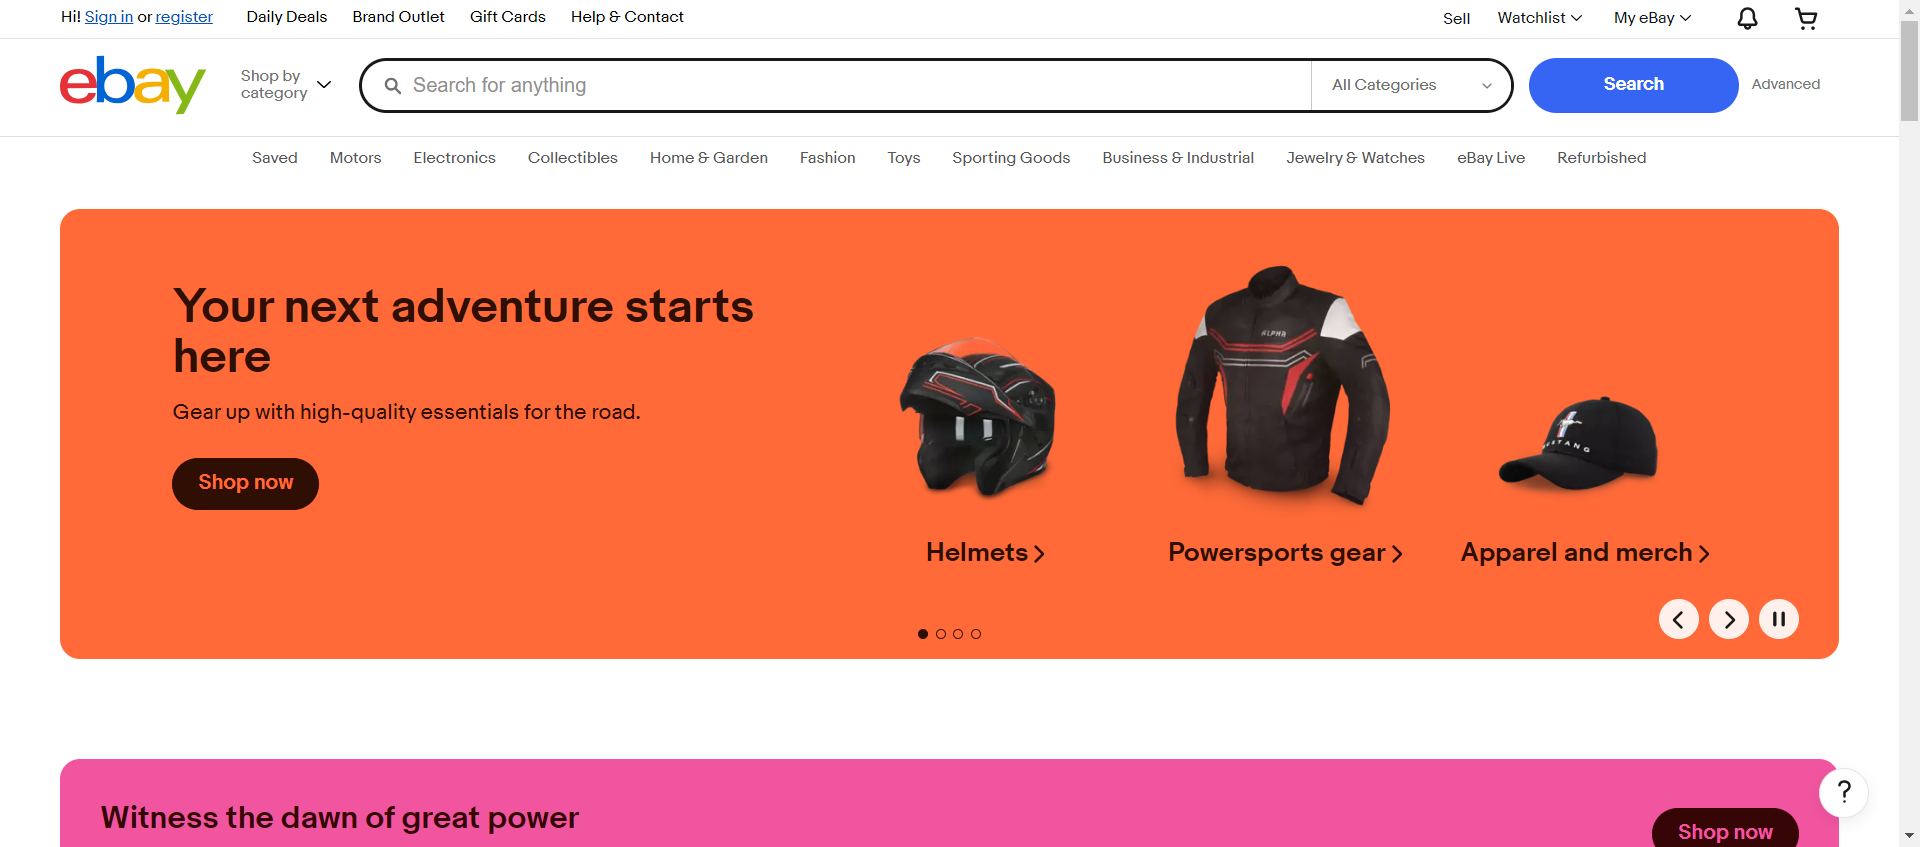 Hi! Sign in or register
Daily Deals
Brand Outlet
Gift Cards
Help & Contact
Sell
Watchlist
My eBay
ebay
Shop by
category
Search for anything
All Categories
Search
Advanced
Saved
Motors
Electronics
Collectibles
Home & Garden
Fashion
Toys
Sporting Goods
Business & Industrial
Jewelry & Watches
eBay Live
Refurbished
Your next adventure starts
here
Gear up with high-quality essentials for the road.
Shop now
ALPHA
MUSTANG
Helmets
Powersports gear
Apparel and merch
Witness the dawn of great power
Shop now
?